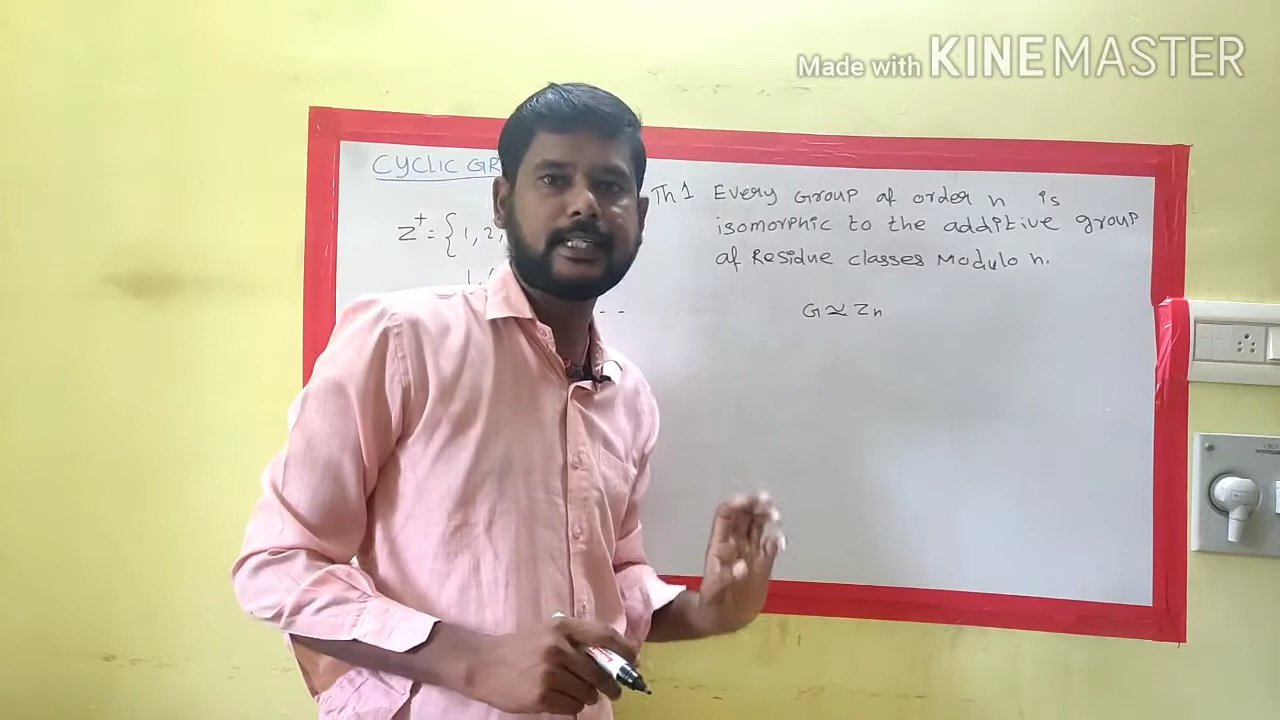 Made with KINEMASTER
CYCLIC GR
Z⁺ = { 1, 2,
Th 1 Every Group of order n is
isomorphic to the additive group
of Residue classes Modulo n.
G ≃ Zn
- -